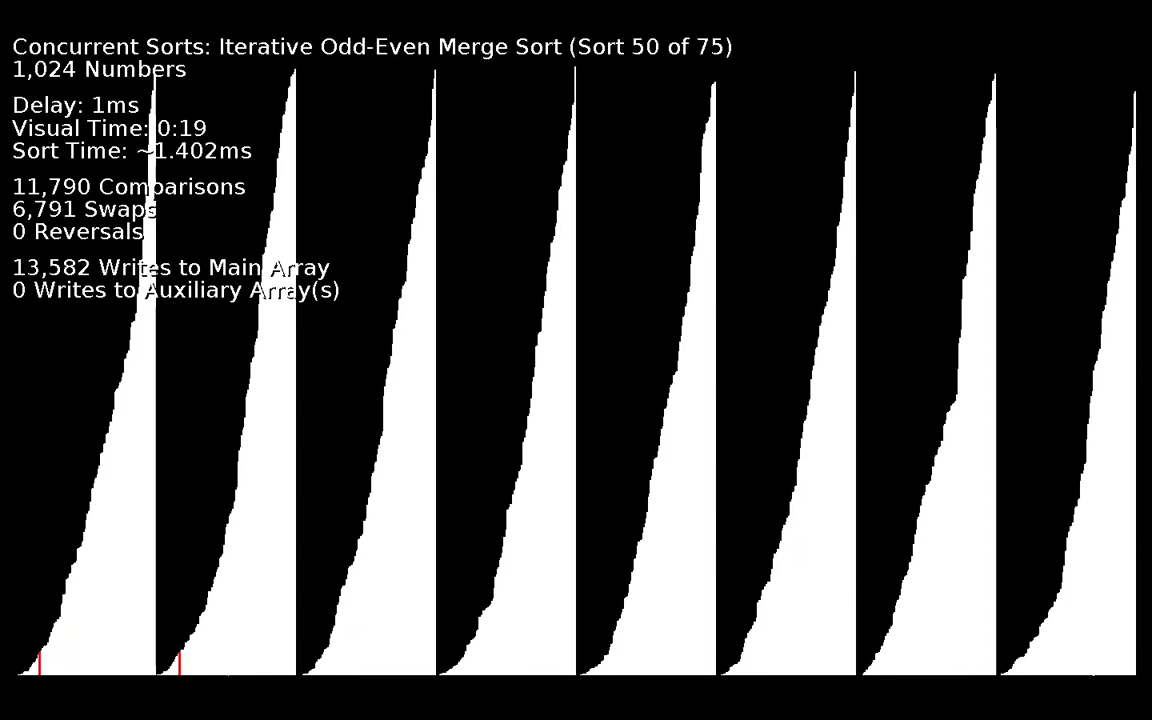 Concurrent Sorts: Iterative Odd-Even Merge Sort (Sort 50 of 75)
1,024 Numbers
Delay: 1ms
Visual Time: 0:19
Sort Time: ~1.402ms
11,790 Comparisons
6,791 Swaps
0 Reversals
13,582 Writes to Main Array
0 Writes to Auxiliary Array(s)